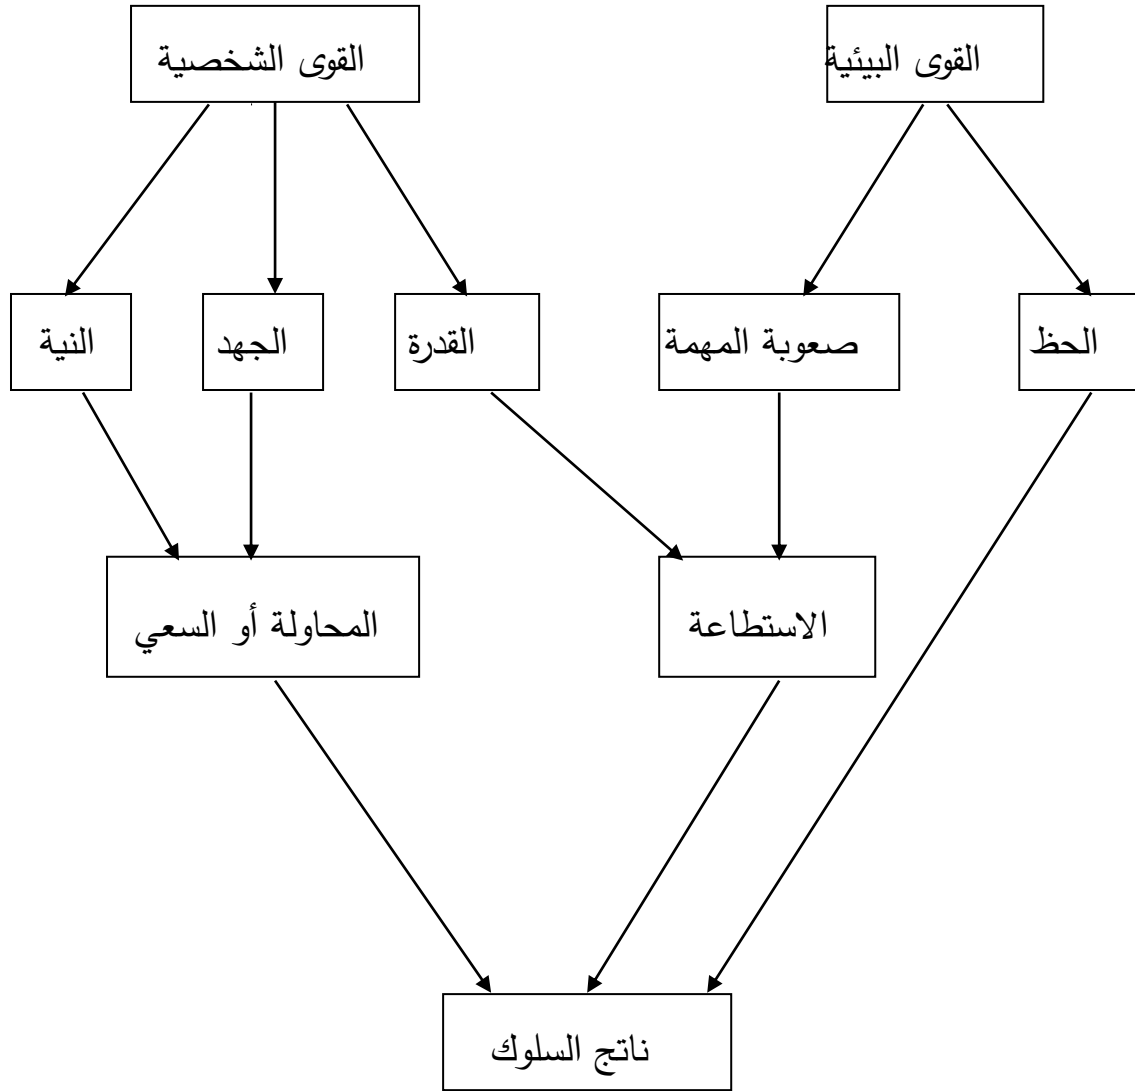 القوى البيئية
القوى الشخصية
الحظ
صعوبة المهمة
القدرة
الجهد
النية
الاستطاعة
المحاولة أو السعي
ناتج السلوك